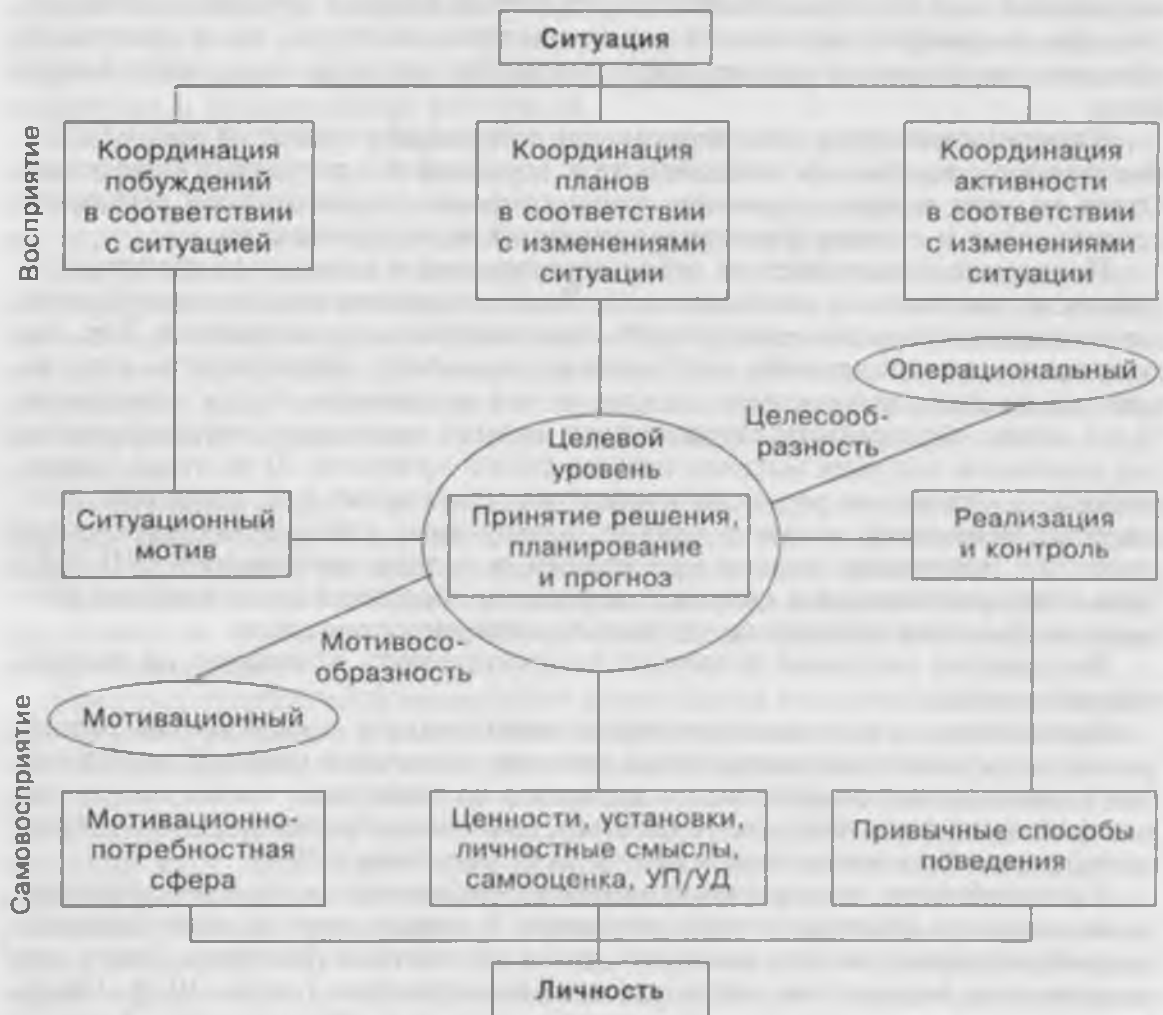 Ситуация
Восприятие
Координация
побуждений
в соответствии
с ситуацией
Координация
планов
в соответствии
с изменениями
ситуации
Координация
активности
в соответствии
с изменениями
ситуации
Операциональный
Целесооб-
разность
Целевой
уровень
Ситуационный
мотив
Принятие решения,
планирование
и прогноз
Реализация
и контроль
Мотивосо-
образность
Мотивационный
Самовосприятие
Мотивационно-
потребностная
сфера
Ценности, установки,
личностные смыслы,
самооценка, УП/УД
Привычные способы
поведения
Личность